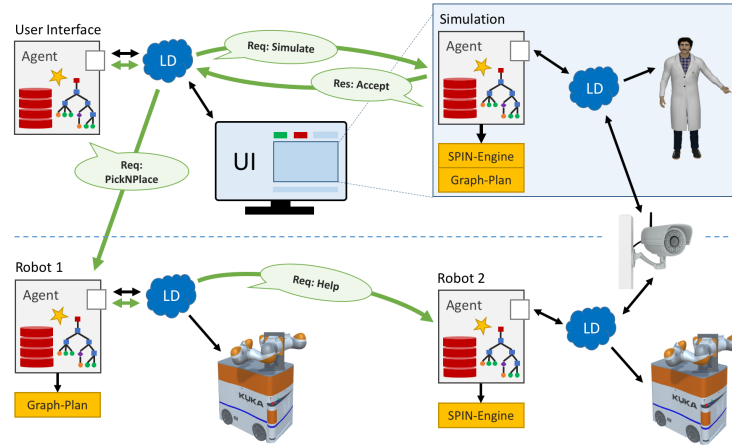 User Interface
Agent
LD
Req: Simulate
Res: Accept
UI
Req:
PickNPlace
Simulation
Agent
LD
SPIN-Engine
Graph-Plan
Robot 1
Agent
LD
Graph-Plan
Req: Help
KUKA
Robot 2
Agent
LD
SPIN-Engine
KUKA